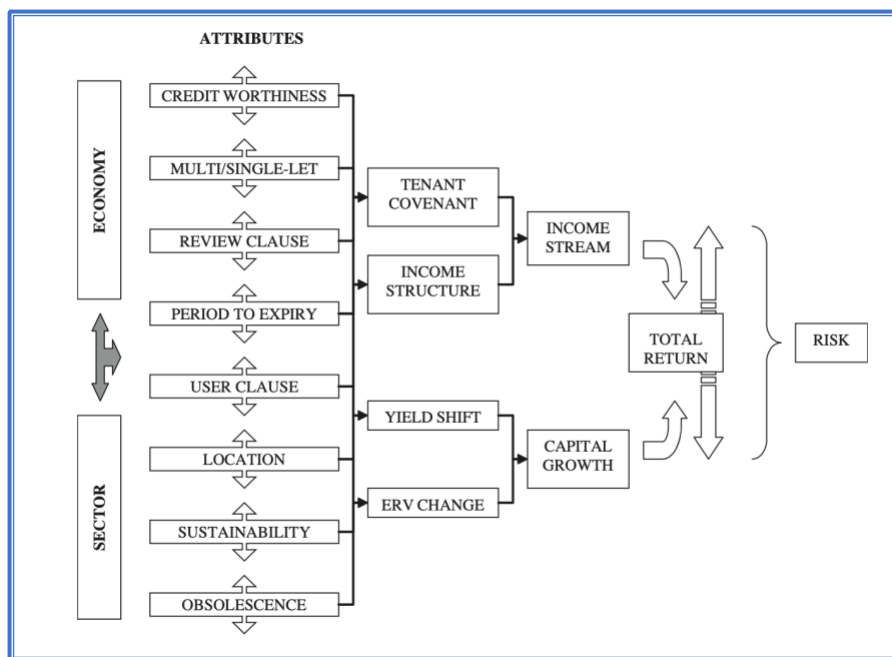 ATTRIBUTES
ECONOMY
SECTOR
CREDIT WORTHINESS
MULTI/SINGLE-LET
REVIEW CLAUSE
PERIOD TO EXPIRY
USER CLAUSE
LOCATION
SUSTAINABILITY
OBSOLESCENCE
TENANT
COVENANT
INCOME
STRUCTURE
YIELD SHIFT
ERV CHANGE
INCOME
STREAM
CAPITAL
GROWTH
TOTAL
RETURN
RISK